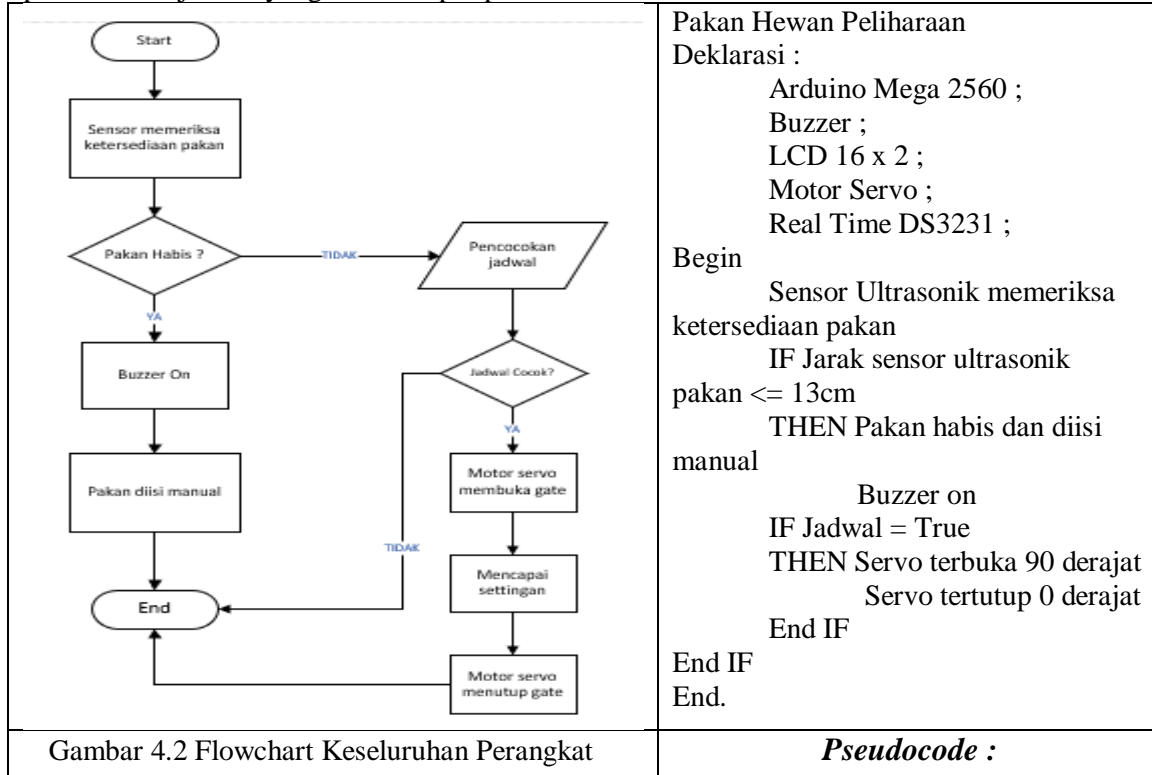 Start
Sensor memeriksa
ketersediaan pakan
Pakan Habis ?
TIDAK
Pencocokan
jadwal
YA
Buzzer On
Jadwal Cocok?
YA
Pakan diisi manual
Motor servo
membuka gate
TIDAK
Mencapai
settingan
End
Motor servo
menutup gate
Gambar 4.2 Flowchart Keseluruhan Perangkat
Pakan Hewan Peliharaan
Deklarasi :
Arduino Mega 2560 ;
Buzzer ;
LCD 16 x 2 ;
Motor Servo ;
Real Time DS3231 ;
Begin
Sensor Ultrasonik memeriksa
ketersediaan pakan
IF Jarak sensor ultrasonik
pakan <= 13cm
THEN Pakan habis dan diisi
manual
Buzzer on
IF Jadwal = True
THEN Servo terbuka 90 derajat
Servo tertutup 0 derajat
End IF
End IF
End.
Pseudocode :